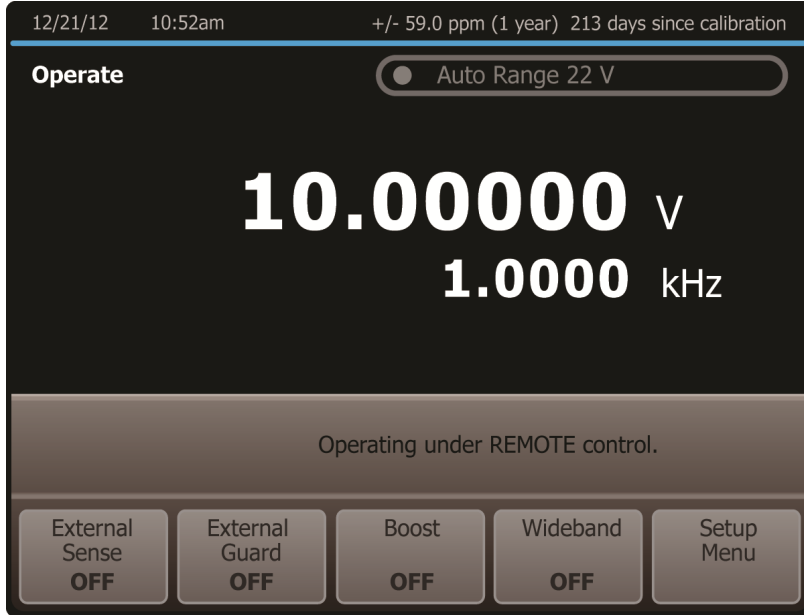 12/21/12 10:52am +/- 59.0 ppm (1 year) 213 days since calibration
Operate Auto Range 22 V
10.00000 V
1.0000 kHz
Operating under REMOTE control.
External Sense OFF
External Guard OFF
Boost OFF
Wideband OFF
Setup Menu